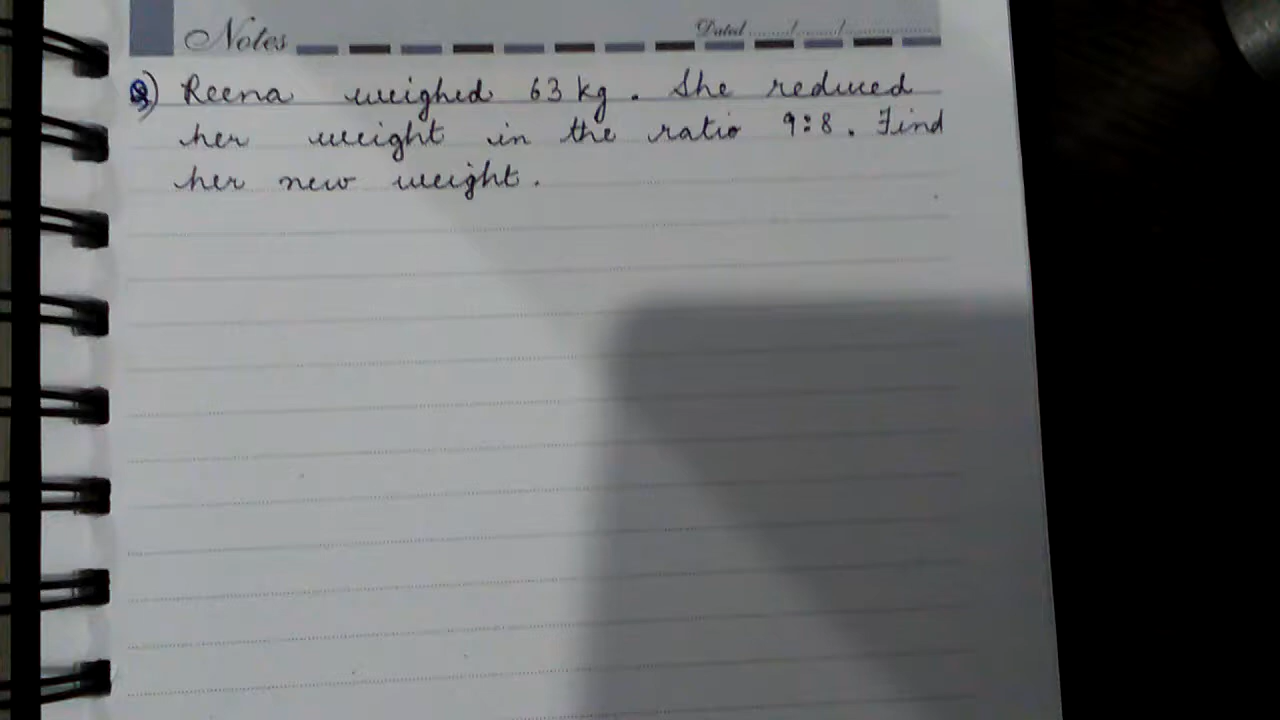 Notes
Dated ......./......./.......
Q) Reena weighed 63 kg. She reduced
her weight in the ratio 9:8. Find
her new weight.